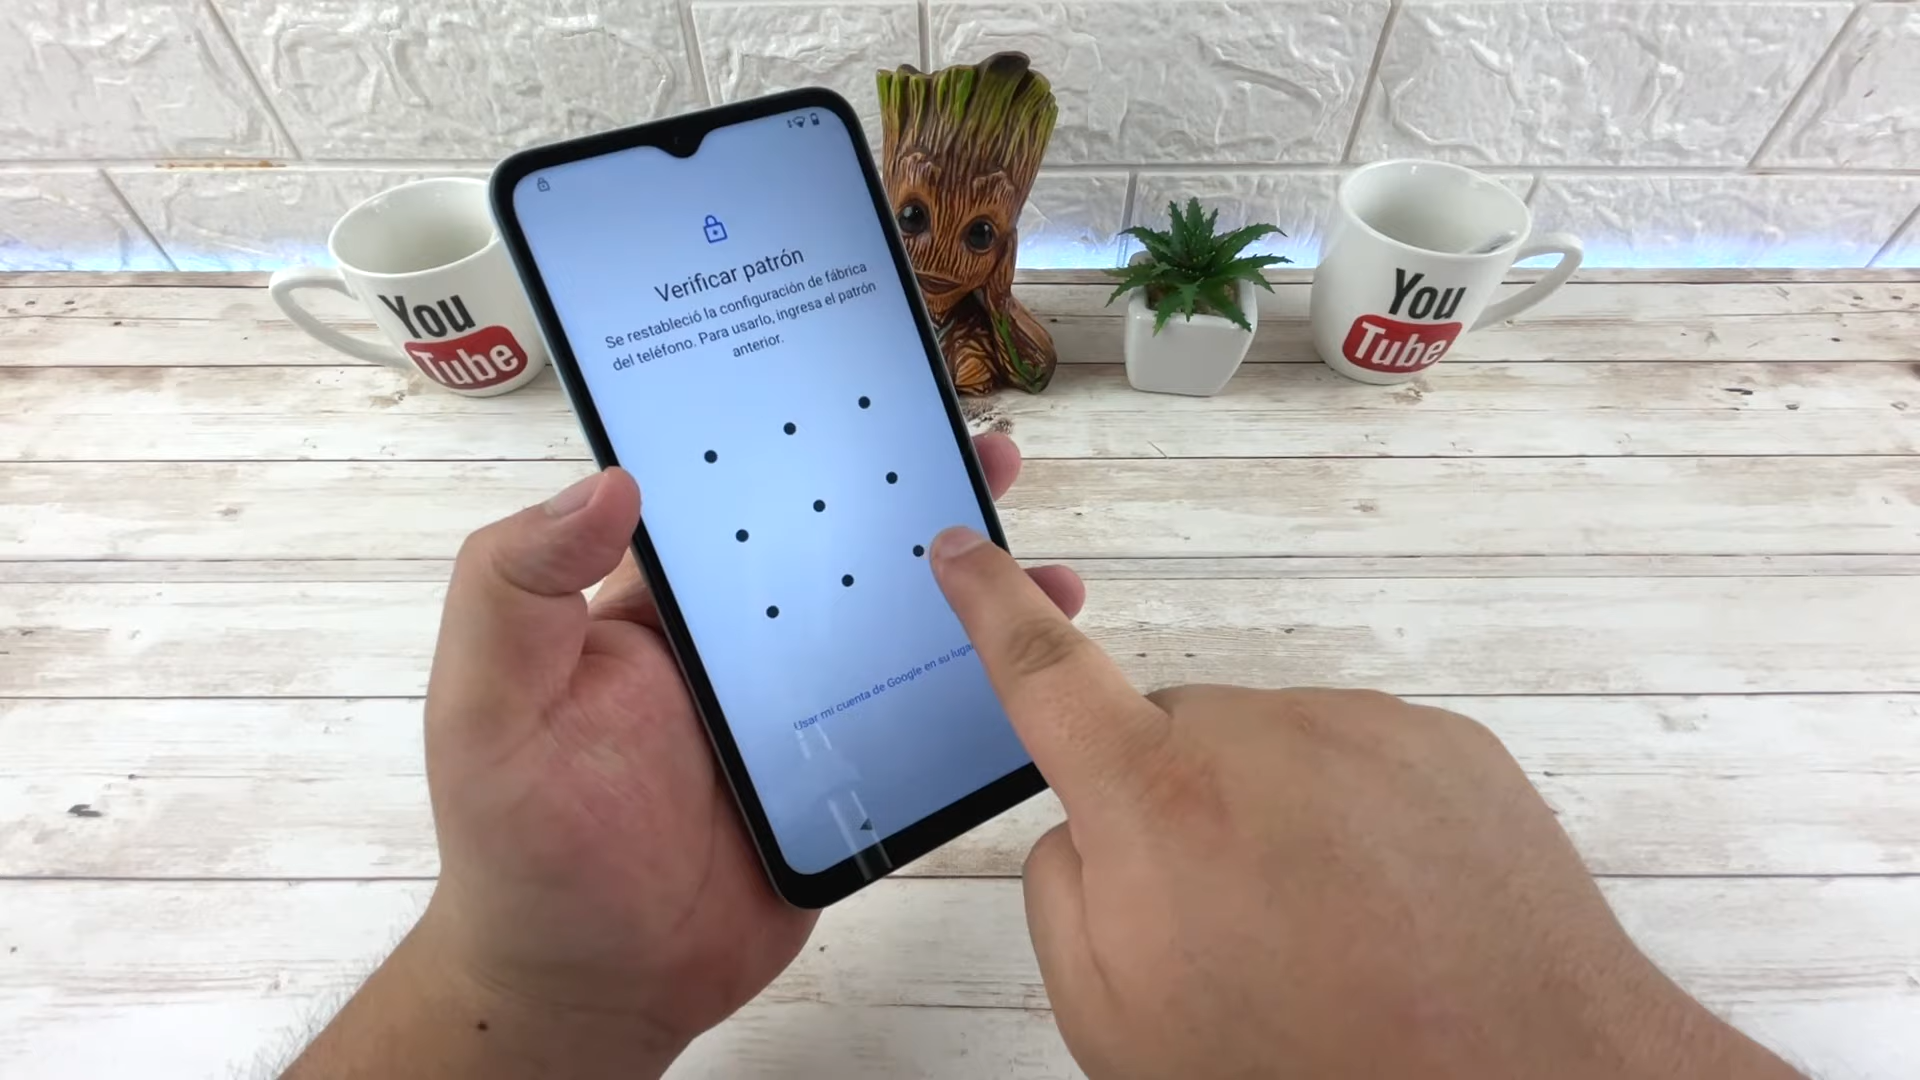 Verificar patrón
Se restableció la configuración de fábrica
del teléfono. Para usarlo, ingresa el patrón
anterior.
Usar mi cuenta de Google en su lugar
You
Tube
You
Tube